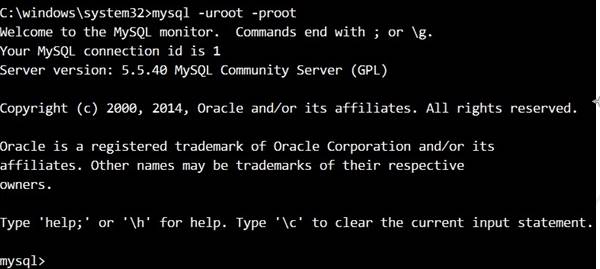 C:\windows\system32>mysql -uroot -proot
Welcome to the MySQL monitor.  Commands end with ; or \g.
Your MySQL connection id is 1
Server version: 5.5.40 MySQL Community Server (GPL)
Copyright (c) 2000, 2014, Oracle and/or its affiliates. All rights reserved.
Oracle is a registered trademark of Oracle Corporation and/or its
affiliates. Other names may be trademarks of their respective
owners.
Type 'help;' or '\h' for help. Type '\c' to clear the current input statement.
mysql>